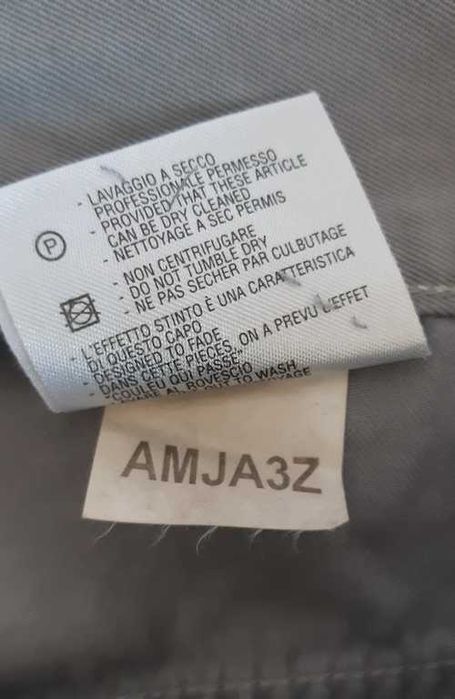 - LAVAGGIO A SECCO
PROFESSIONALE PERMESSO
- PROVIDED THAT THESE ARTICLE
CAN BE DRY CLEANED
- NETTOYAGE A SEC PERMIS
P
- NON CENTRIFUGARE
- DO NOT TUMBLE DRY
- NE PAS SECHER PAR CULBUTAGE
- L'EFFETTO STINTO È UNA CARATTERISTICA
DI QUESTO CAPO
- DESIGNED TO FADE
- DANS CETTE PIECES, ON A PREVU L'EFFET
"COULEU QUI PASSE"
AL ROVESCIO
OUT TO WASH
AMJA3Z